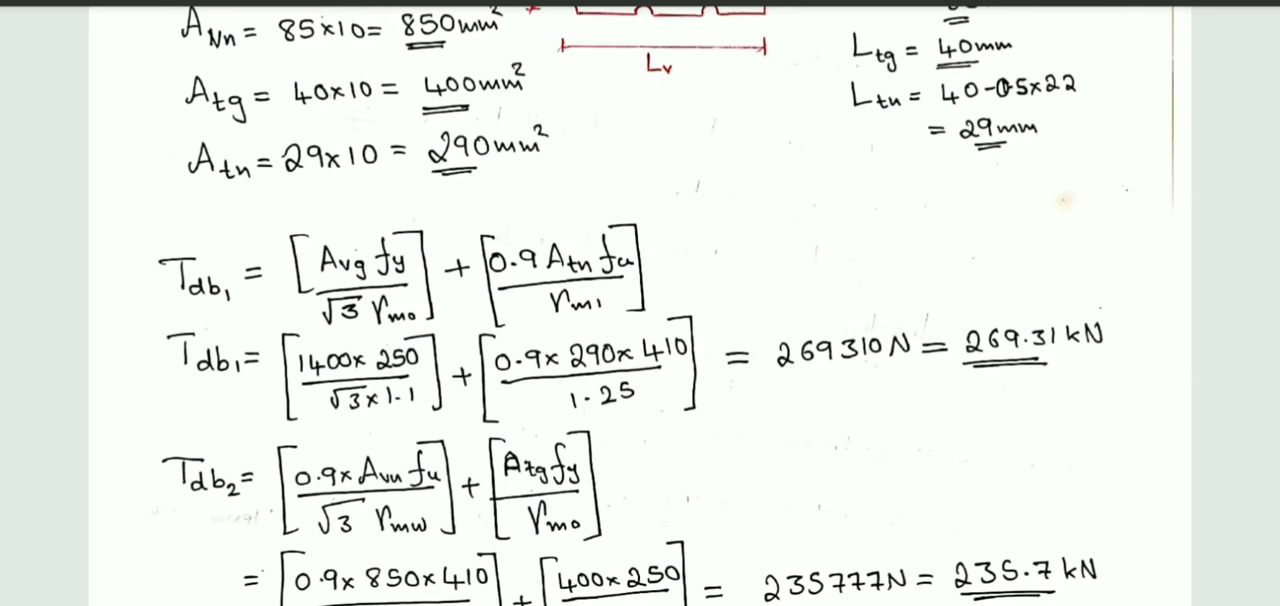 A_vn = 85×10 = 850mm²
L_v
A_tg = 40×10 = 400mm²
A_tn = 29×10 = 290mm²
L_tg = 40mm
L_tn = 40-0.5×22
= 29mm
T_db₁ = [A_vg f_y / √3 γ_mo] + [0.9 A_tn f_u / γ_m1]
T_db₁ = [1400×250 / √3×1.1] + [0.9×290×410 / 1.25] = 269310N = 269.31kN
T_db₂ = [0.9×A_vn f_u / √3 γ_mw] + [A_tg f_y / γ_mo]
= [0.9×850×410] + [400×250] = 235777N = 235.7kN